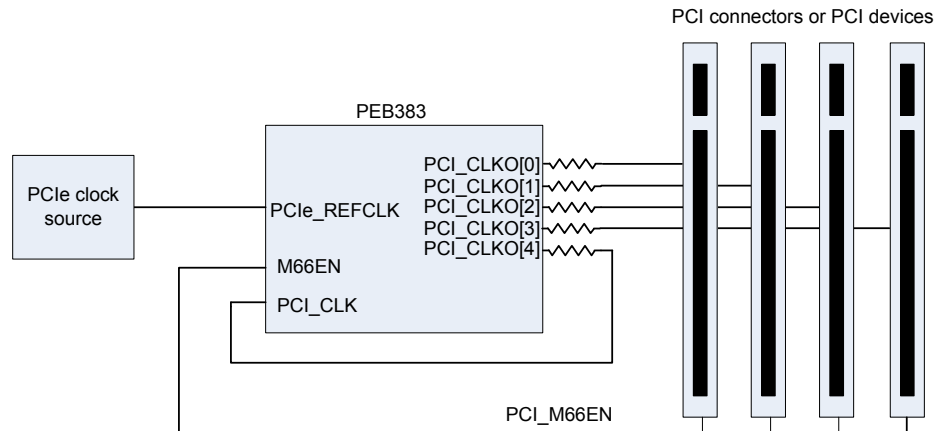 PCI connectors or PCI devices
PEB383
PCIe clock
source
PCIe_REFCLK
M66EN
PCI_CLK
PCI_CLKO[0]
PCI_CLKO[1]
PCI_CLKO[2]
PCI_CLKO[3]
PCI_CLKO[4]
PCI_M66EN